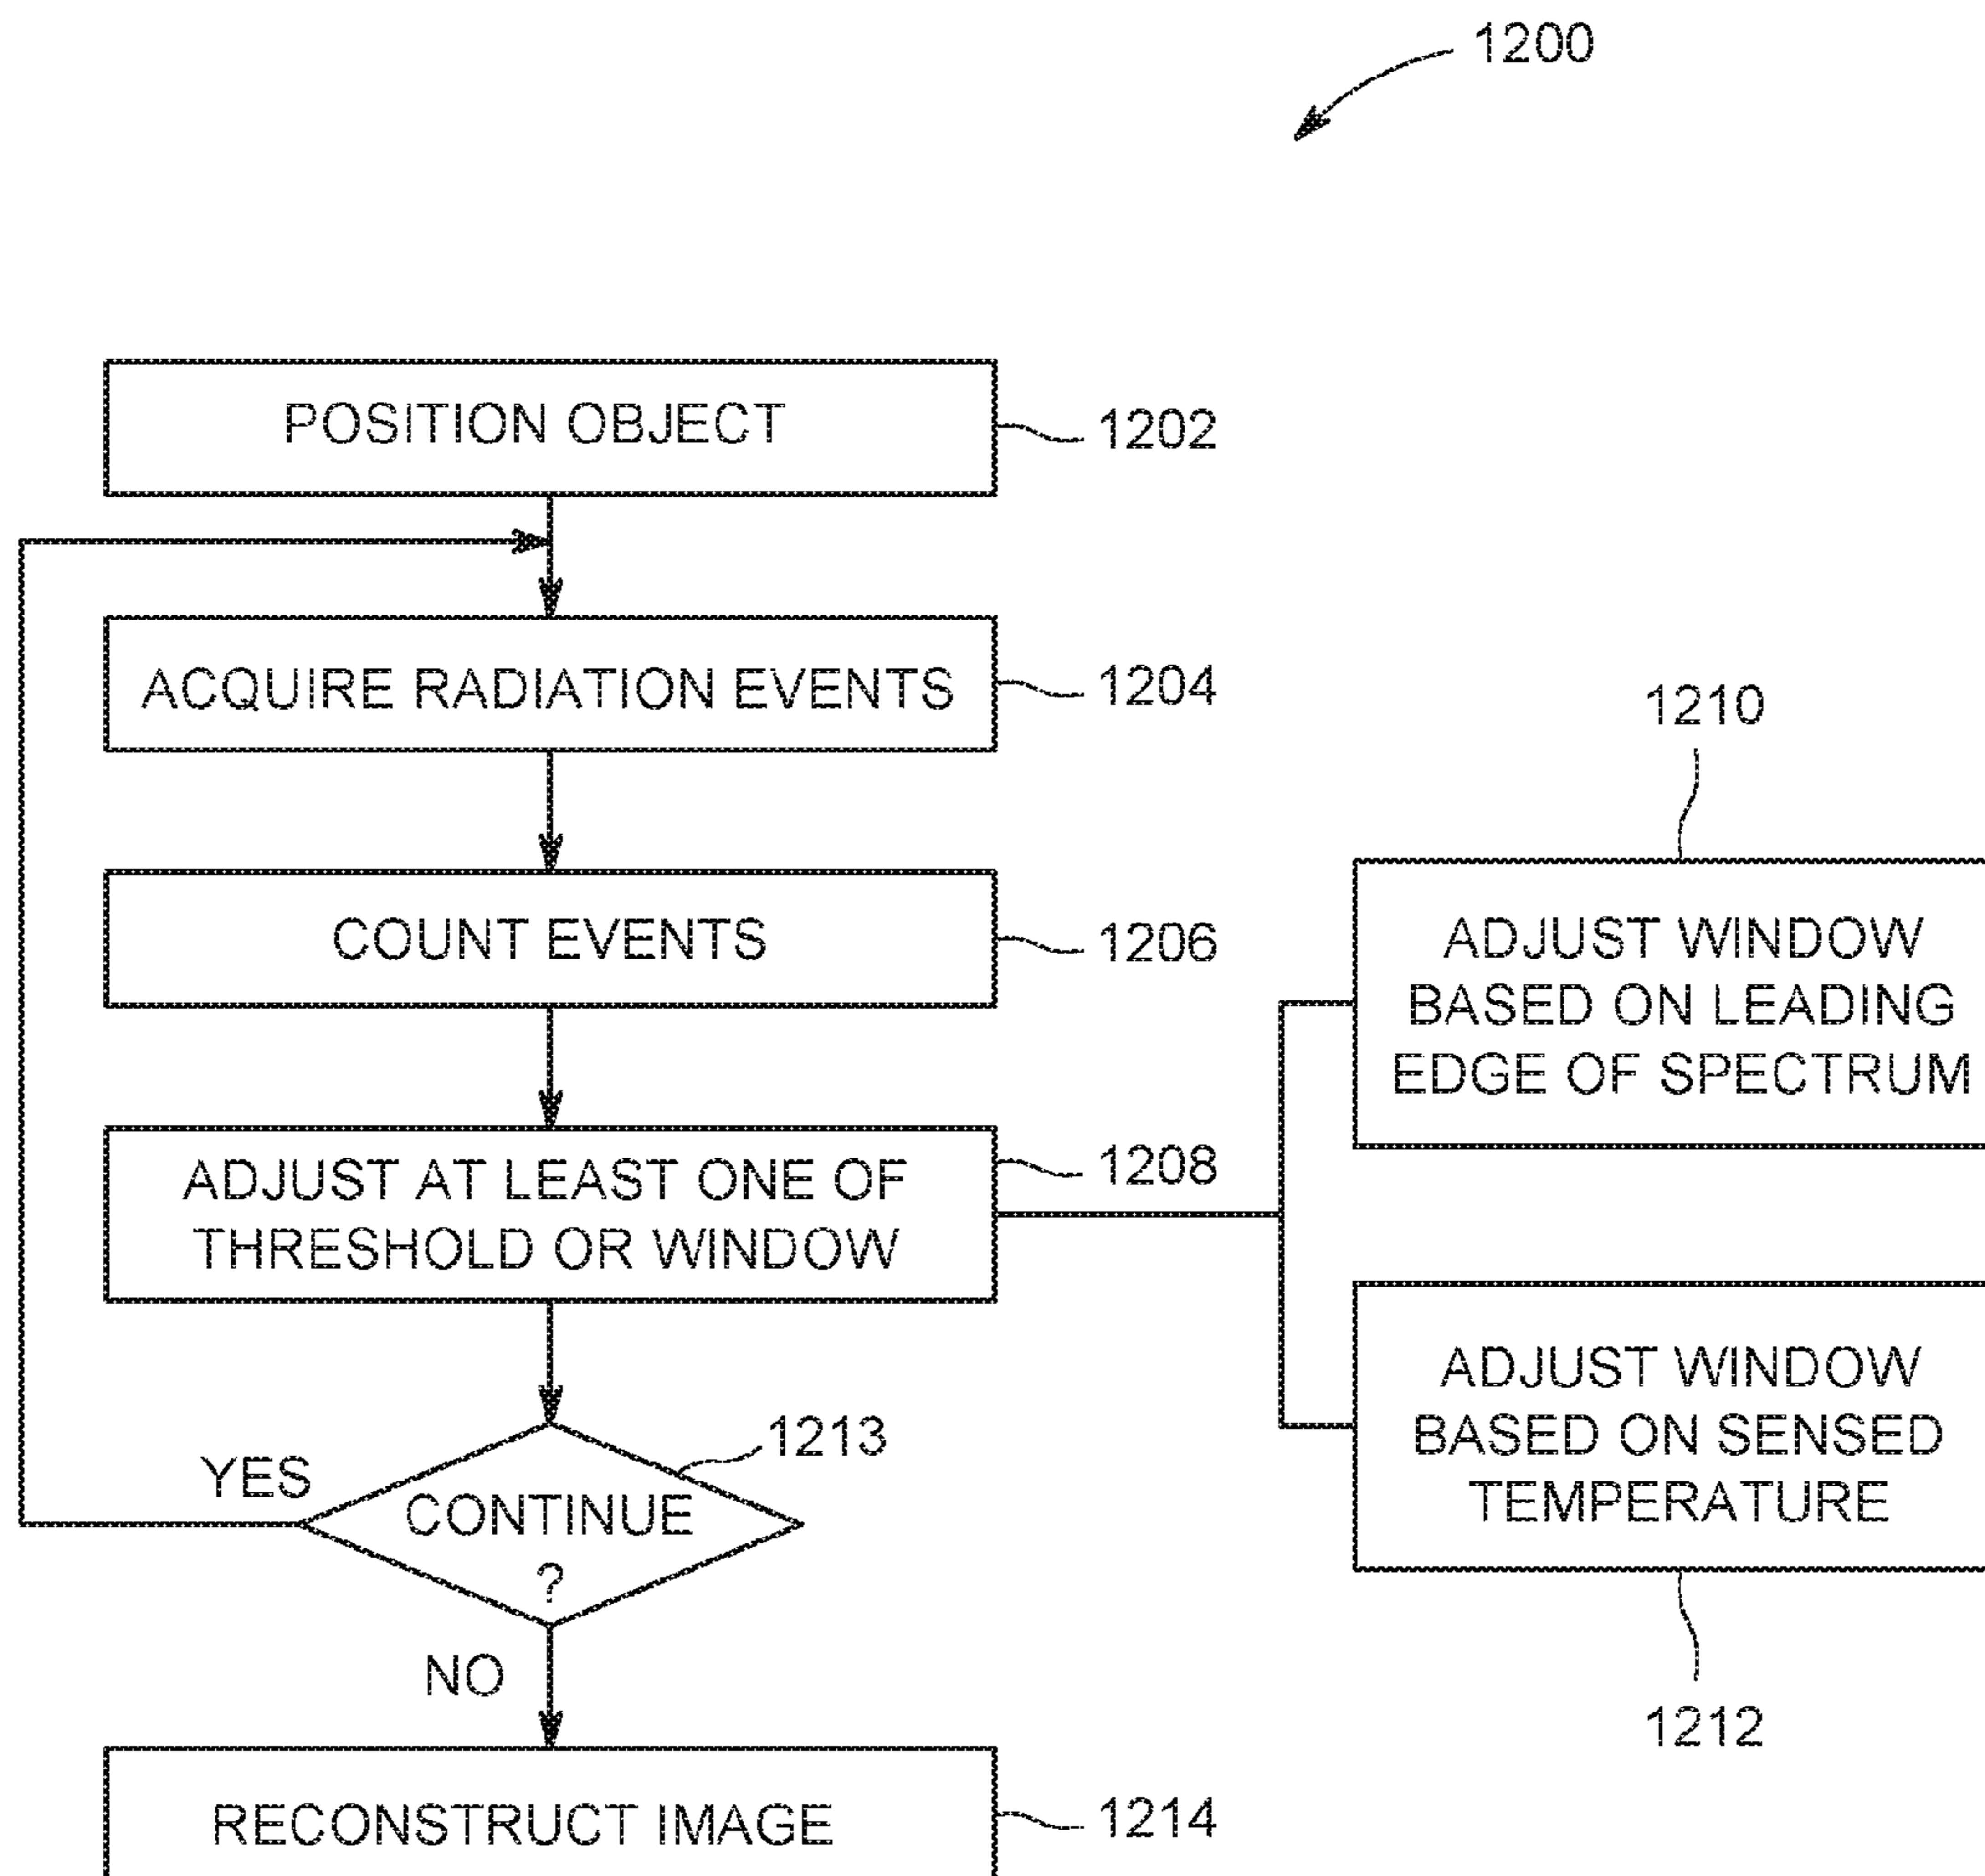 1200
POSITION OBJECT
1202
ACQUIRE RADIATION EVENTS
1204
COUNT EVENTS
1206
ADJUST AT LEAST ONE OF
THRESHOLD OR WINDOW
1208
1210
ADJUST WINDOW
BASED ON LEADING
EDGE OF SPECTRUM
ADJUST WINDOW
BASED ON SENSED
TEMPERATURE
1212
1213
YES
CONTINUE
?
NO
RECONSTRUCT IMAGE
1214